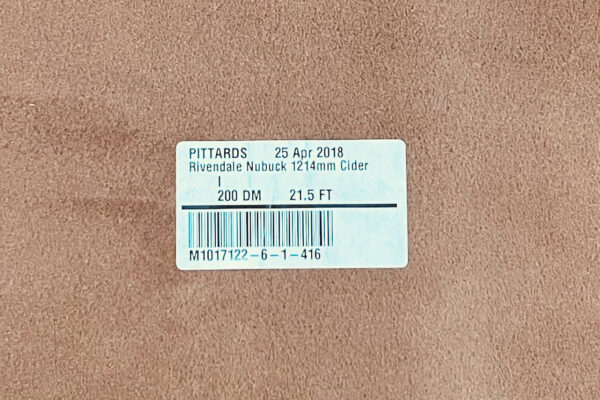 PITTARDS 25 Apr 2018
Rivendale Nubuck 1214mm Cider
I
200 DM 21.5 FT
M1017122-6-1-416